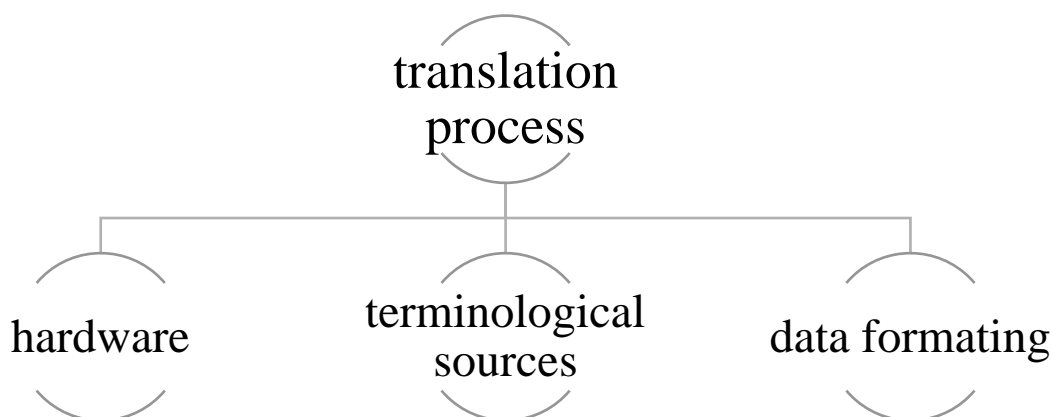 translation
process
hardware
terminological
sources
data formating